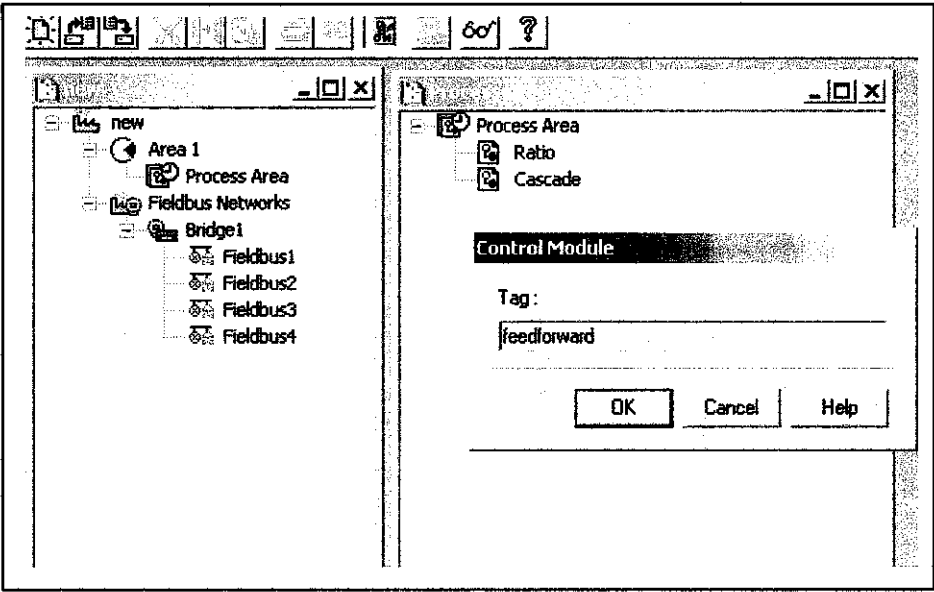 new
Area 1
Process Area
Fieldbus Networks
Bridge1
Fieldbus1
Fieldbus2
Fieldbus3
Fieldbus4
Process Area
Ratio
Cascade
Control Module
Tag:
feedforward
OK
Cancel
Help